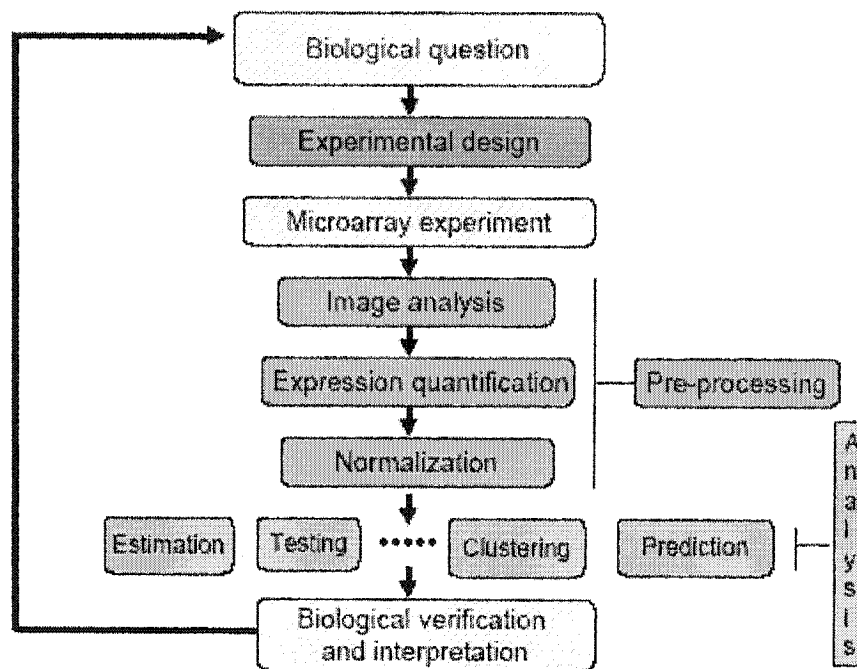 Biological question
Experimental design
Microarray experiment
Image analysis
Expression quantification
Pre-processing
Normalization
Estimation
Testing
Clustering
Prediction
Analysis
Biological verification
and interpretation